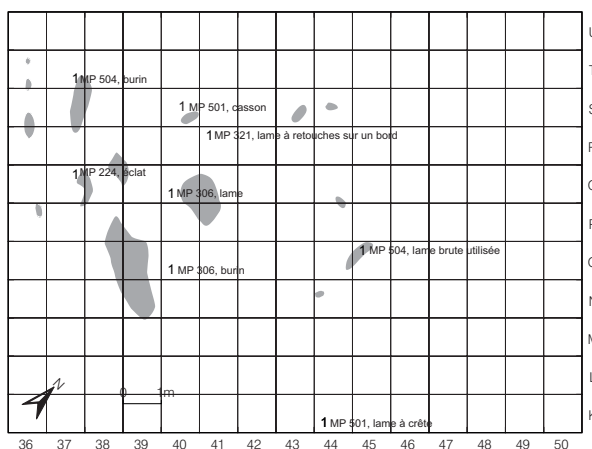 U
T
1 MP 504, burin
S
1 MP 501, casson
1 MP 321, lame à retouches sur un bord
R
1 MP 224, éclat
Q
1 MP 306, lame
P
1 MP 504, lame brute utilisée
O
1 MP 306, burin
N
M
L
N
0 1m
K
1 MP 501, lame à crête
36 37 38 39 40 41 42 43 44 45 46 47 48 49 50